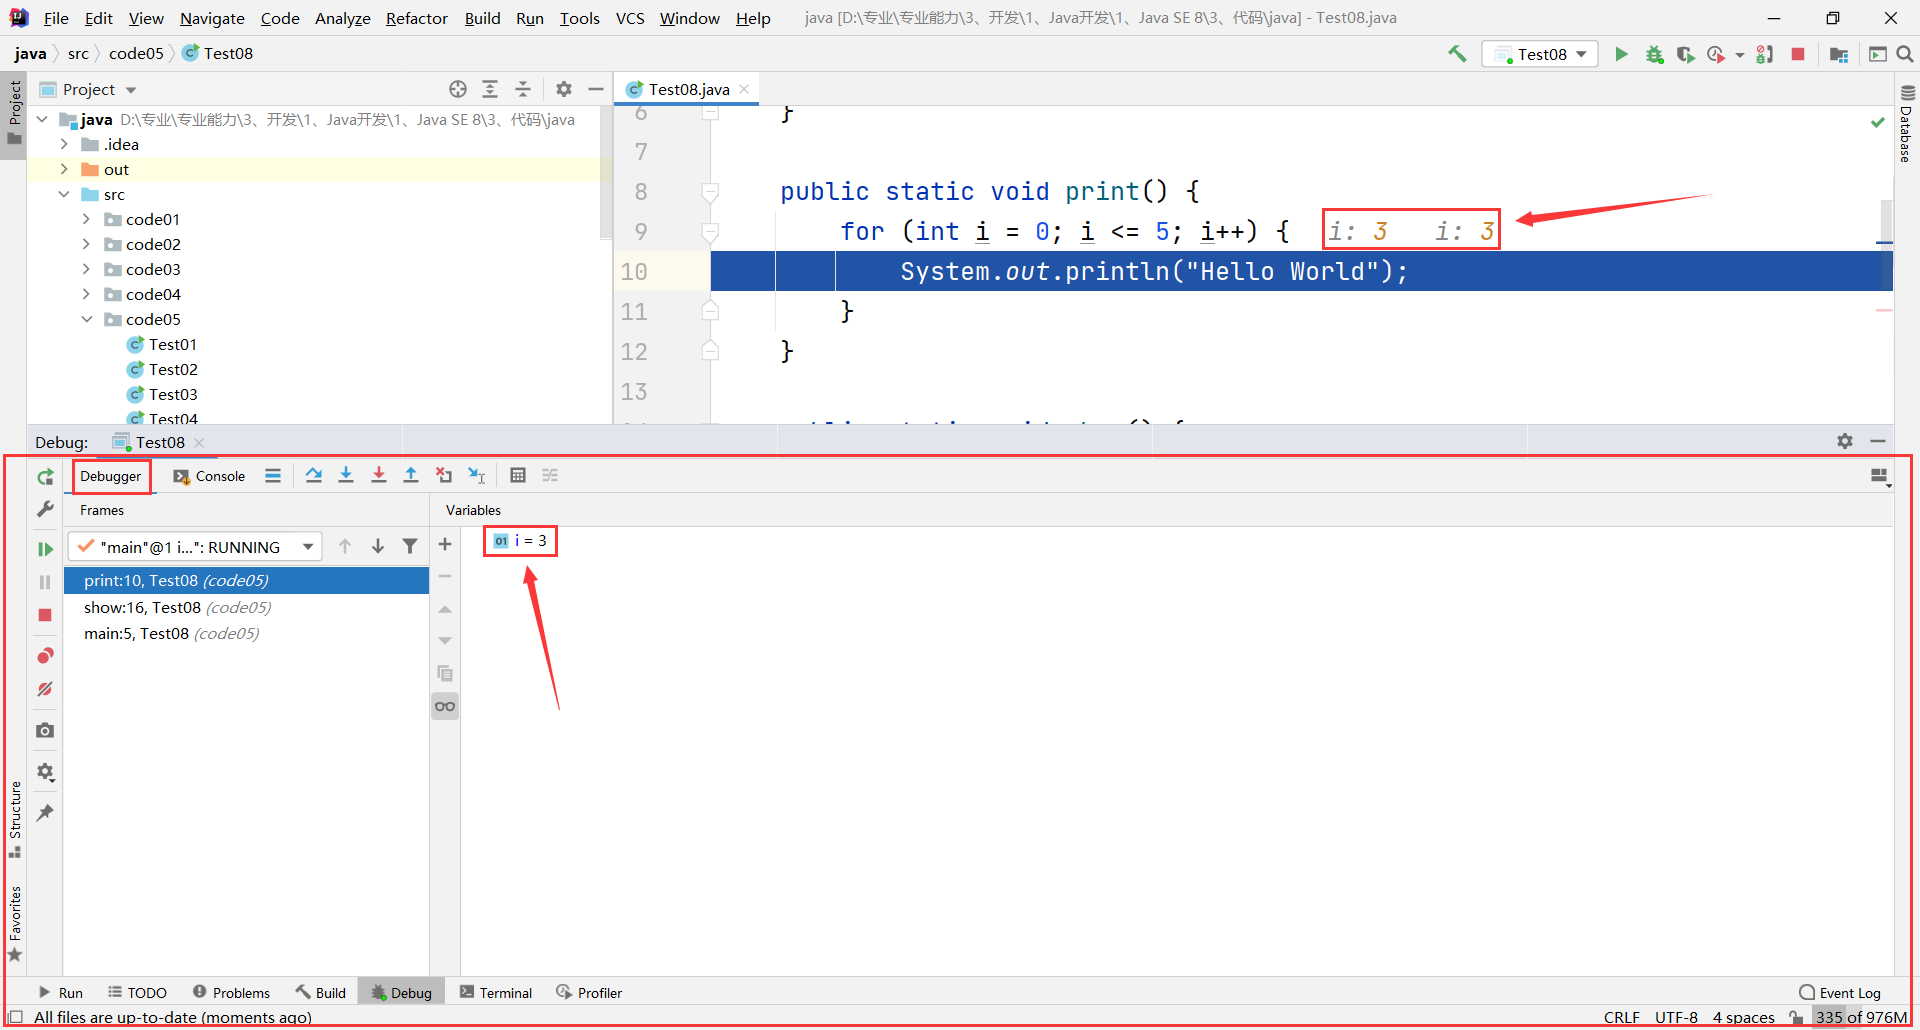 File Edit View Navigate Code Analyze Refactor Build Run Tools VCS Window Help java [D:\专业\专业能力\3、开发\1、Java开发\1、Java SE 8\3、代码\java] - Test08.java
java src code05 Test08
Test08
Project
Project
Test08.java
Database
java D:\专业\专业能力\3、开发\1、Java开发\1、Java SE 8\3、代码\java
.idea
out
src
code01
code02
code03
code04
code05
Test01
Test02
Test03
Test04
6 }
7
8 public static void print() {
9 for (int i = 0; i <= 5; i++) { i: 3 i: 3
10 System.out.println("Hello World");
11 }
12 }
13
Debug: Test08
Debugger Console
Frames
Variables
"main"@1 i...": RUNNING
i = 3
print:10, Test08 (code05)
show:16, Test08 (code05)
main:5, Test08 (code05)
Structure
Favorites
Run TODO Problems Build Debug Terminal Profiler Event Log
All files are up-to-date (moments ago) CRLF UTF-8 4 spaces 335 of 976M